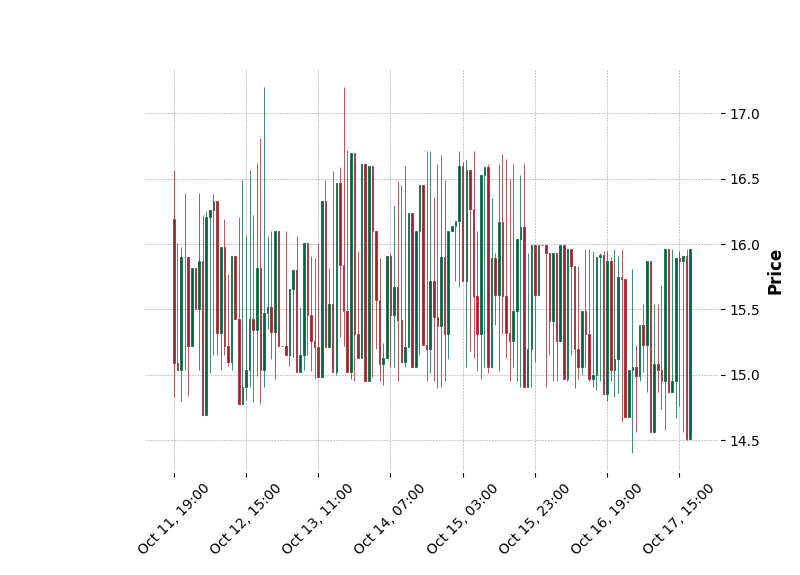 17.0
16.5
16.0
15.5
15.0
14.5
Price
Oct 11, 19:00
Oct 12, 15:00
Oct 13, 11:00
Oct 14, 07:00
Oct 15, 03:00
Oct 15, 23:00
Oct 16, 19:00
Oct 17, 15:00